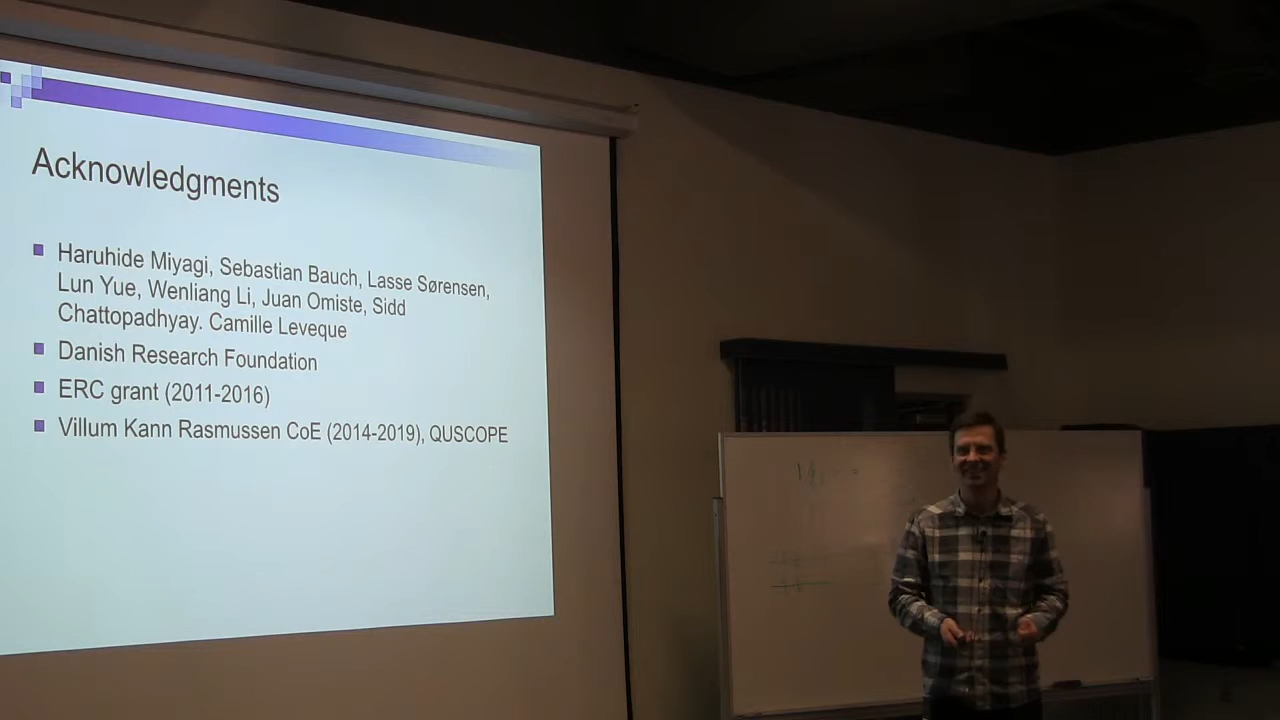 Acknowledgments
Haruhide Miyagi, Sebastian Bauch, Lasse Sørensen,
Lun Yue, Wenliang Li, Juan Omiste, Sidd
Chattopadhyay. Camille Leveque
Danish Research Foundation
ERC grant (2011-2016)
Villum Kann Rasmussen CoE (2014-2019), QUSCOPE